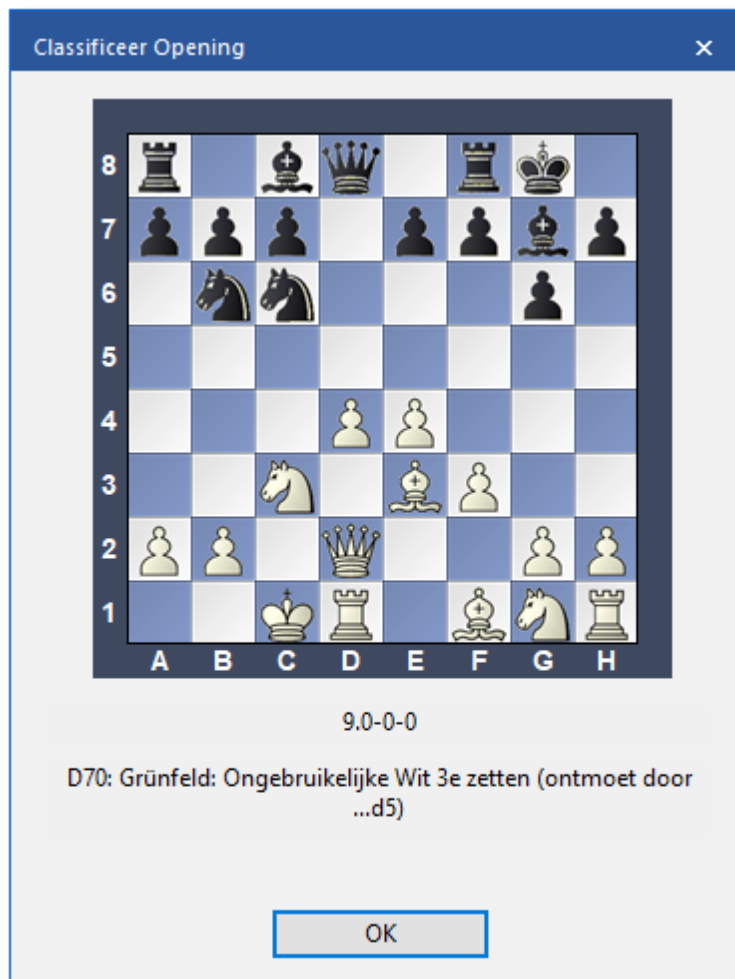 Classificeer Opening
8
7
6
5
4
3
2
1
A B C D E F G H
9.0-0-0
D70: Grünfeld: Ongebruikelijke Wit 3e zetten (ontmoet door
...d5)
OK